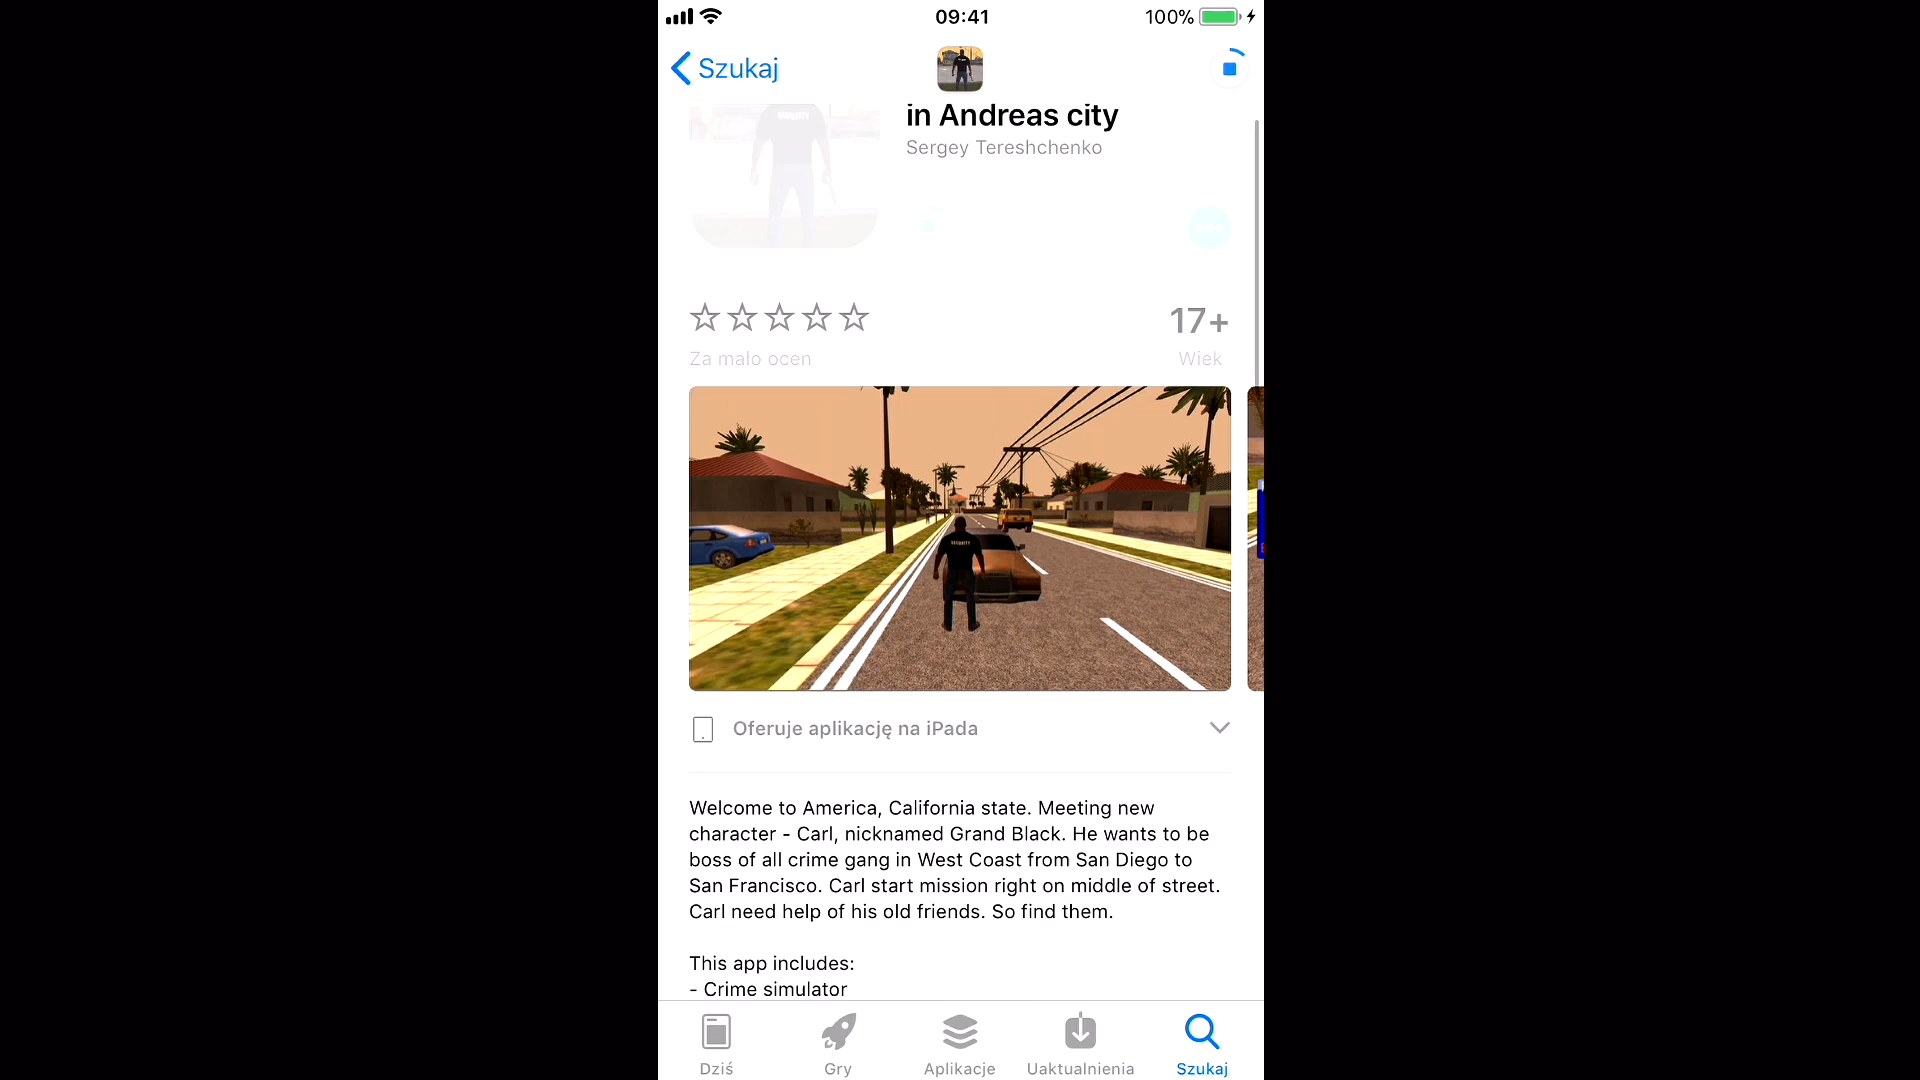 09:41
100%
Szukaj
in Andreas city
Sergey Tereshchenko
SECURITY
17+
Za mało ocen
Wiek
SECURITY
Oferuje aplikację na iPada
Welcome to America, California state. Meeting new
character - Carl, nicknamed Grand Black. He wants to be
boss of all crime gang in West Coast from San Diego to
San Francisco. Carl start mission right on middle of street.
Carl need help of his old friends. So find them.
This app includes:
- Crime simulator
Dziś
Gry
Aplikacje
Uaktualnienia
Szukaj